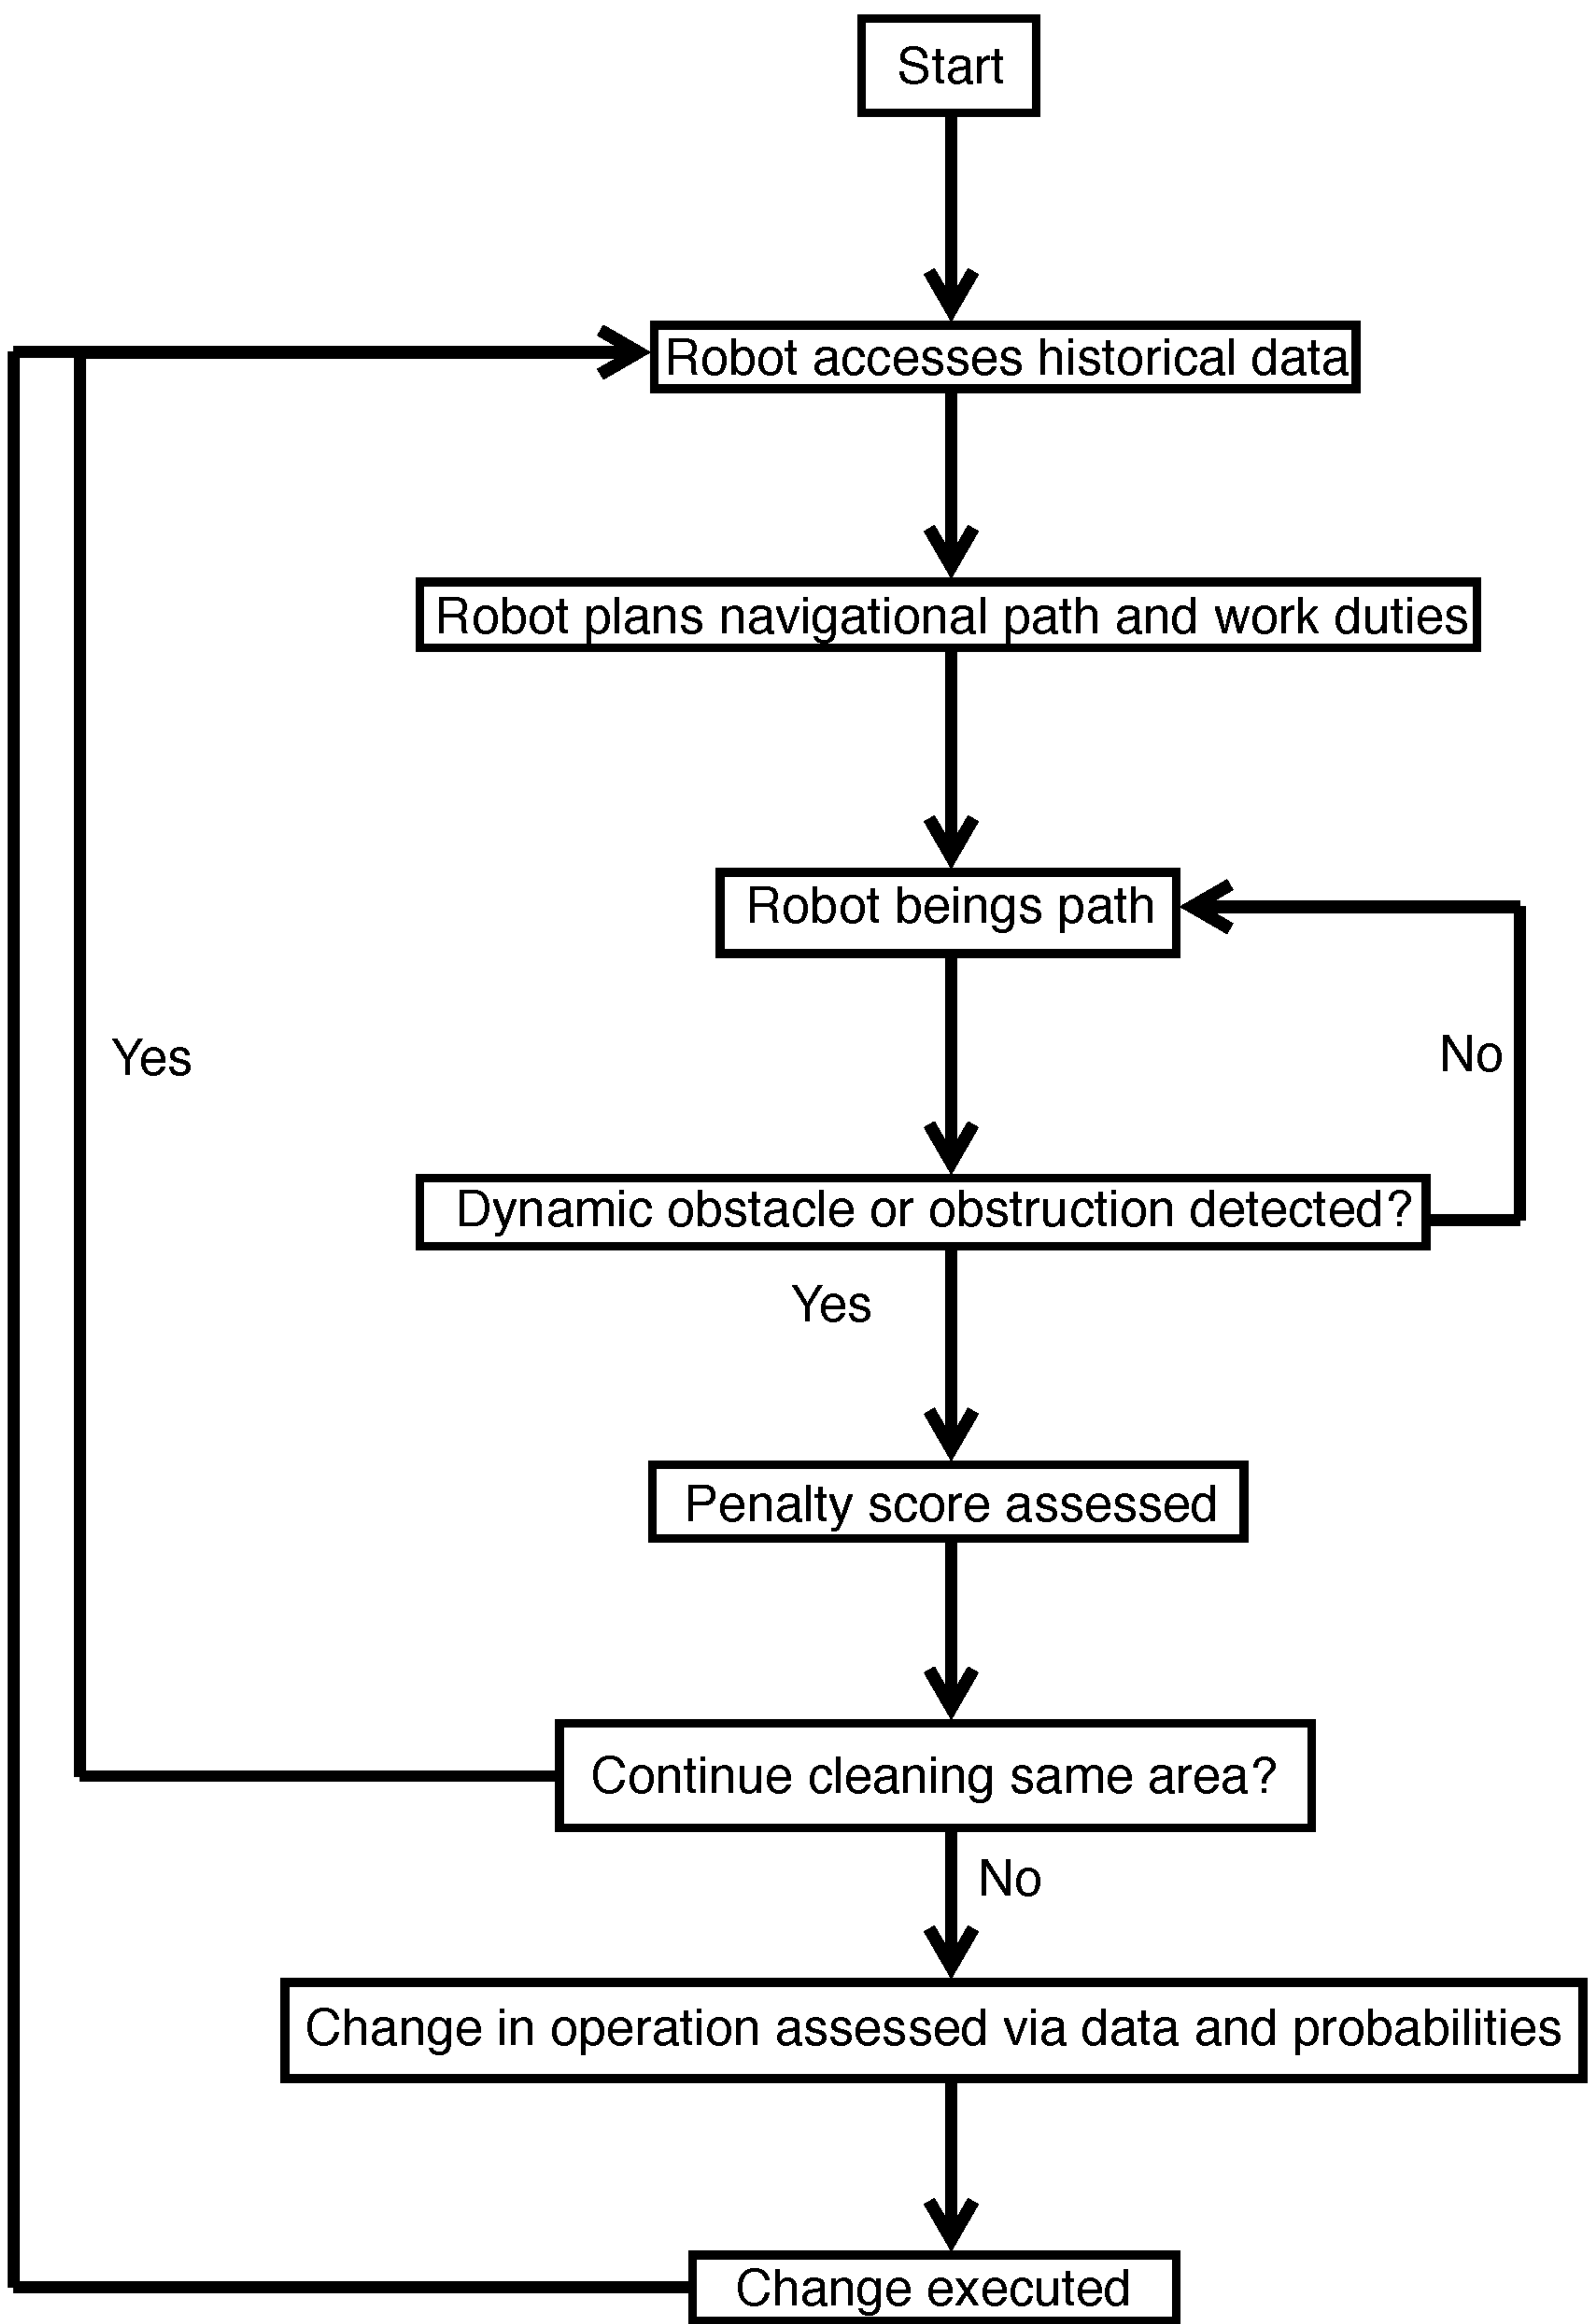 Start
Robot accesses historical data
Robot plans navigational path and work duties
Robot beings path
Yes
No
Dynamic obstacle or obstruction detected?
Yes
Penalty score assessed
Continue cleaning same area?
No
Change in operation assessed via data and probabilities
Change executed